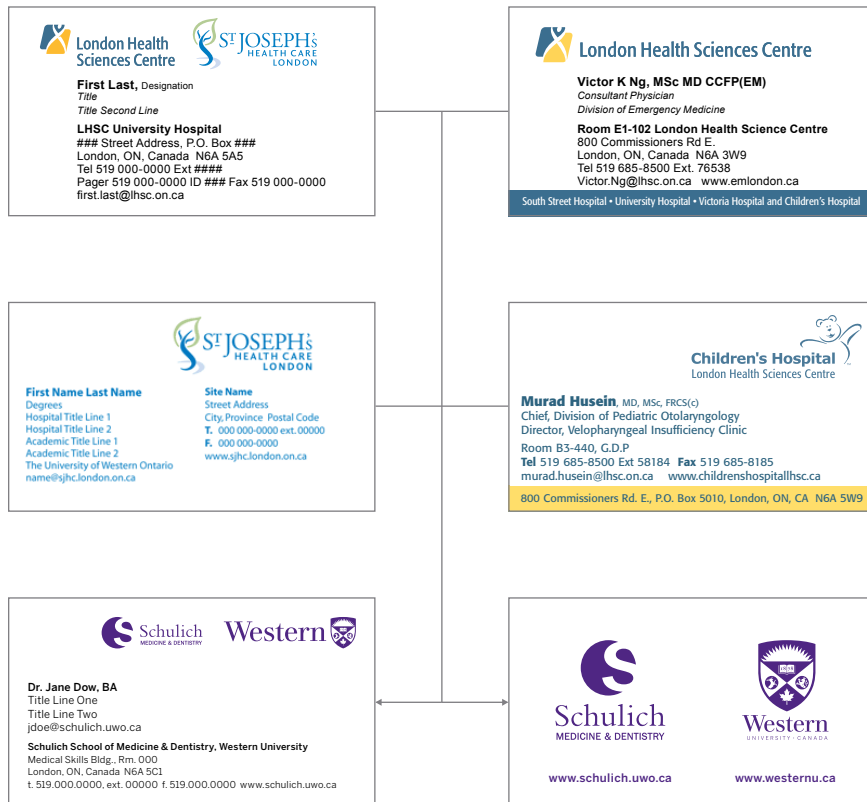 London Health
Sciences Centre
ST JOSEPH's
HEALTH CARE
LONDON
First Last, Designation
Title
Title Second Line
LHSC University Hospital
### Street Address, P.O. Box ###
London, ON, Canada N6A 5A5
Tel 519 000-0000 Ext ####
Pager 519 000-0000 ID ### Fax 519 000-0000
first.last@lhsc.on.ca
London Health Sciences Centre
Victor K Ng, MSc MD CCFP(EM)
Consultant Physician
Division of Emergency Medicine
Room E1-102 London Health Science Centre
800 Commissioners Rd E.
London, ON, Canada N6A 3W9
Tel 519 685-8500 Ext. 76538
Victor.Ng@lhsc.on.ca www.emlondon.ca
South Street Hospital • University Hospital • Victoria Hospital and Children's Hospital
ST JOSEPH's
HEALTH CARE
LONDON
First Name Last Name
Degrees
Hospital Title Line 1
Hospital Title Line 2
Academic Title Line 1
Academic Title Line 2
The University of Western Ontario
name@sjhc.london.on.ca
Site Name
Street Address
City, Province Postal Code
T. 000 000-0000 ext. 00000
F. 000 000-0000
www.sjhc.london.on.ca
Children's Hospital
London Health Sciences Centre
Murad Husein, MD, MSc, FRCS(c)
Chief, Division of Pediatric Otolaryngology
Director, Velopharyngeal Insufficiency Clinic
Room B3-440, G.D.P
Tel 519 685-8500 Ext 58184 Fax 519 685-8185
murad.husein@lhsc.on.ca www.childrenshospitallhsc.ca
800 Commissioners Rd. E., P.O. Box 5010, London, ON, CA N6A 5W9
Schulich
MEDICINE & DENTISTRY
Western
Dr. Jane Dow, BA
Title Line One
Title Line Two
jdoe@schulich.uwo.ca
Schulich School of Medicine & Dentistry, Western University
Medical Skills Bldg., Rm. 000
London, ON, Canada N6A 5C1
t. 519.000.0000, ext. 00000 f. 519.000.0000 www.schulich.uwo.ca
Schulich
MEDICINE & DENTISTRY
www.schulich.uwo.ca
Western
UNIVERSITY · CANADA
www.westernu.ca